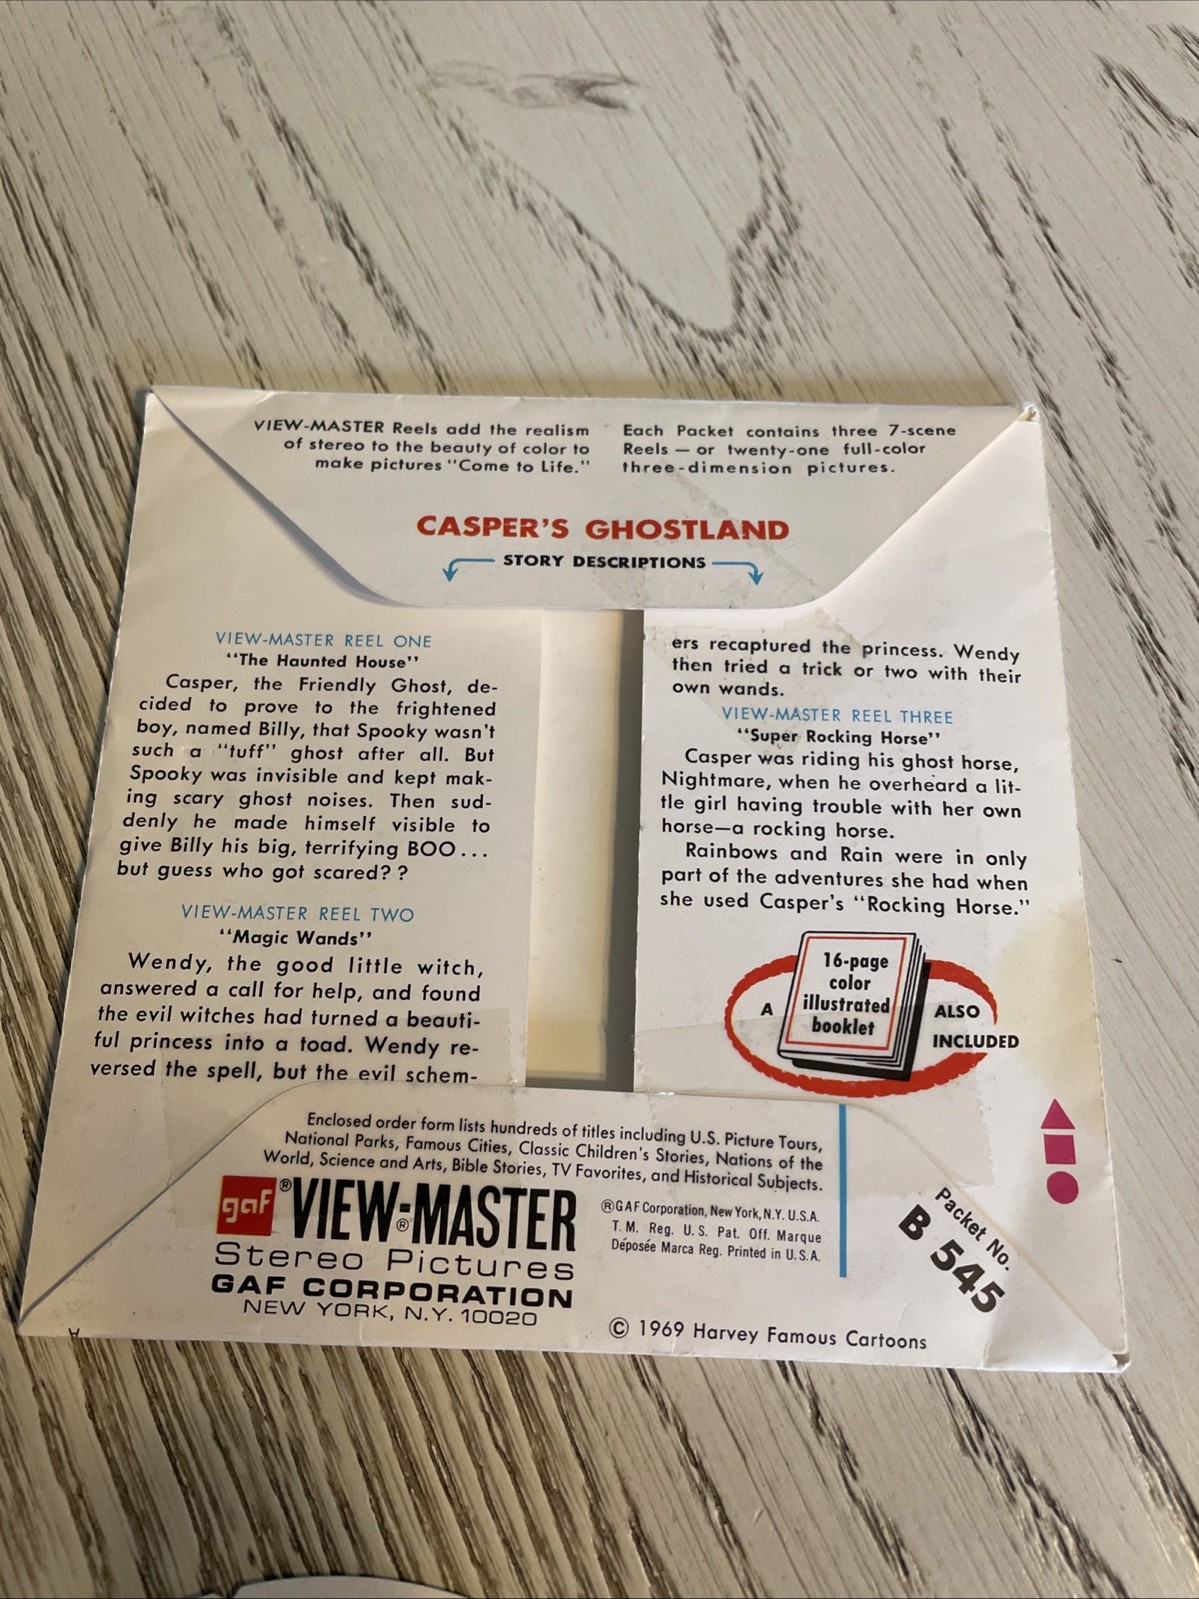 VIEW-MASTER Reels add the realism
of stereo to the beauty of color to
make pictures "Come to Life."
Each Packet contains three 7-scene
Reels — or twenty-one full-color
three-dimension pictures.
CASPER'S GHOSTLAND
STORY DESCRIPTIONS
VIEW-MASTER REEL ONE
"The Haunted House"
Casper, the Friendly Ghost, de-
cided to prove to the frightened
boy, named Billy, that Spooky wasn't
such a "tuff" ghost after all. But
Spooky was invisible and kept mak-
ing scary ghost noises. Then sud-
denly he made himself visible to
give Billy his big, terrifying BOO...
but guess who got scared??
VIEW-MASTER REEL TWO
"Magic Wands"
Wendy, the good little witch,
answered a call for help, and found
the evil witches had turned a beauti-
ful princess into a toad. Wendy re-
versed the spell, but the evil schem-
ers recaptured the princess. Wendy
then tried a trick or two with their
own wands.
VIEW-MASTER REEL THREE
"Super Rocking Horse"
Casper was riding his ghost horse,
Nightmare, when he overheard a lit-
tle girl having trouble with her own
horse—a rocking horse.
Rainbows and Rain were in only
part of the adventures she had when
she used Casper's "Rocking Horse."
A
16-page
color
illustrated
booklet
ALSO
INCLUDED
Enclosed order form lists hundreds of titles including U.S. Picture Tours,
National Parks, Famous Cities, Classic Children's Stories, Nations of the
World, Science and Arts, Bible Stories, TV Favorites, and Historical Subjects.
gaf ® VIEW-MASTER ®
Stereo Pictures
GAF CORPORATION
NEW YORK, N.Y. 10020
®GAF Corporation, New York, N.Y. U.S.A.
T.M. Reg. U.S. Pat. Off. Marque
Déposée Marca Reg. Printed in U.S.A.
Packet No.
B 545
© 1969 Harvey Famous Cartoons